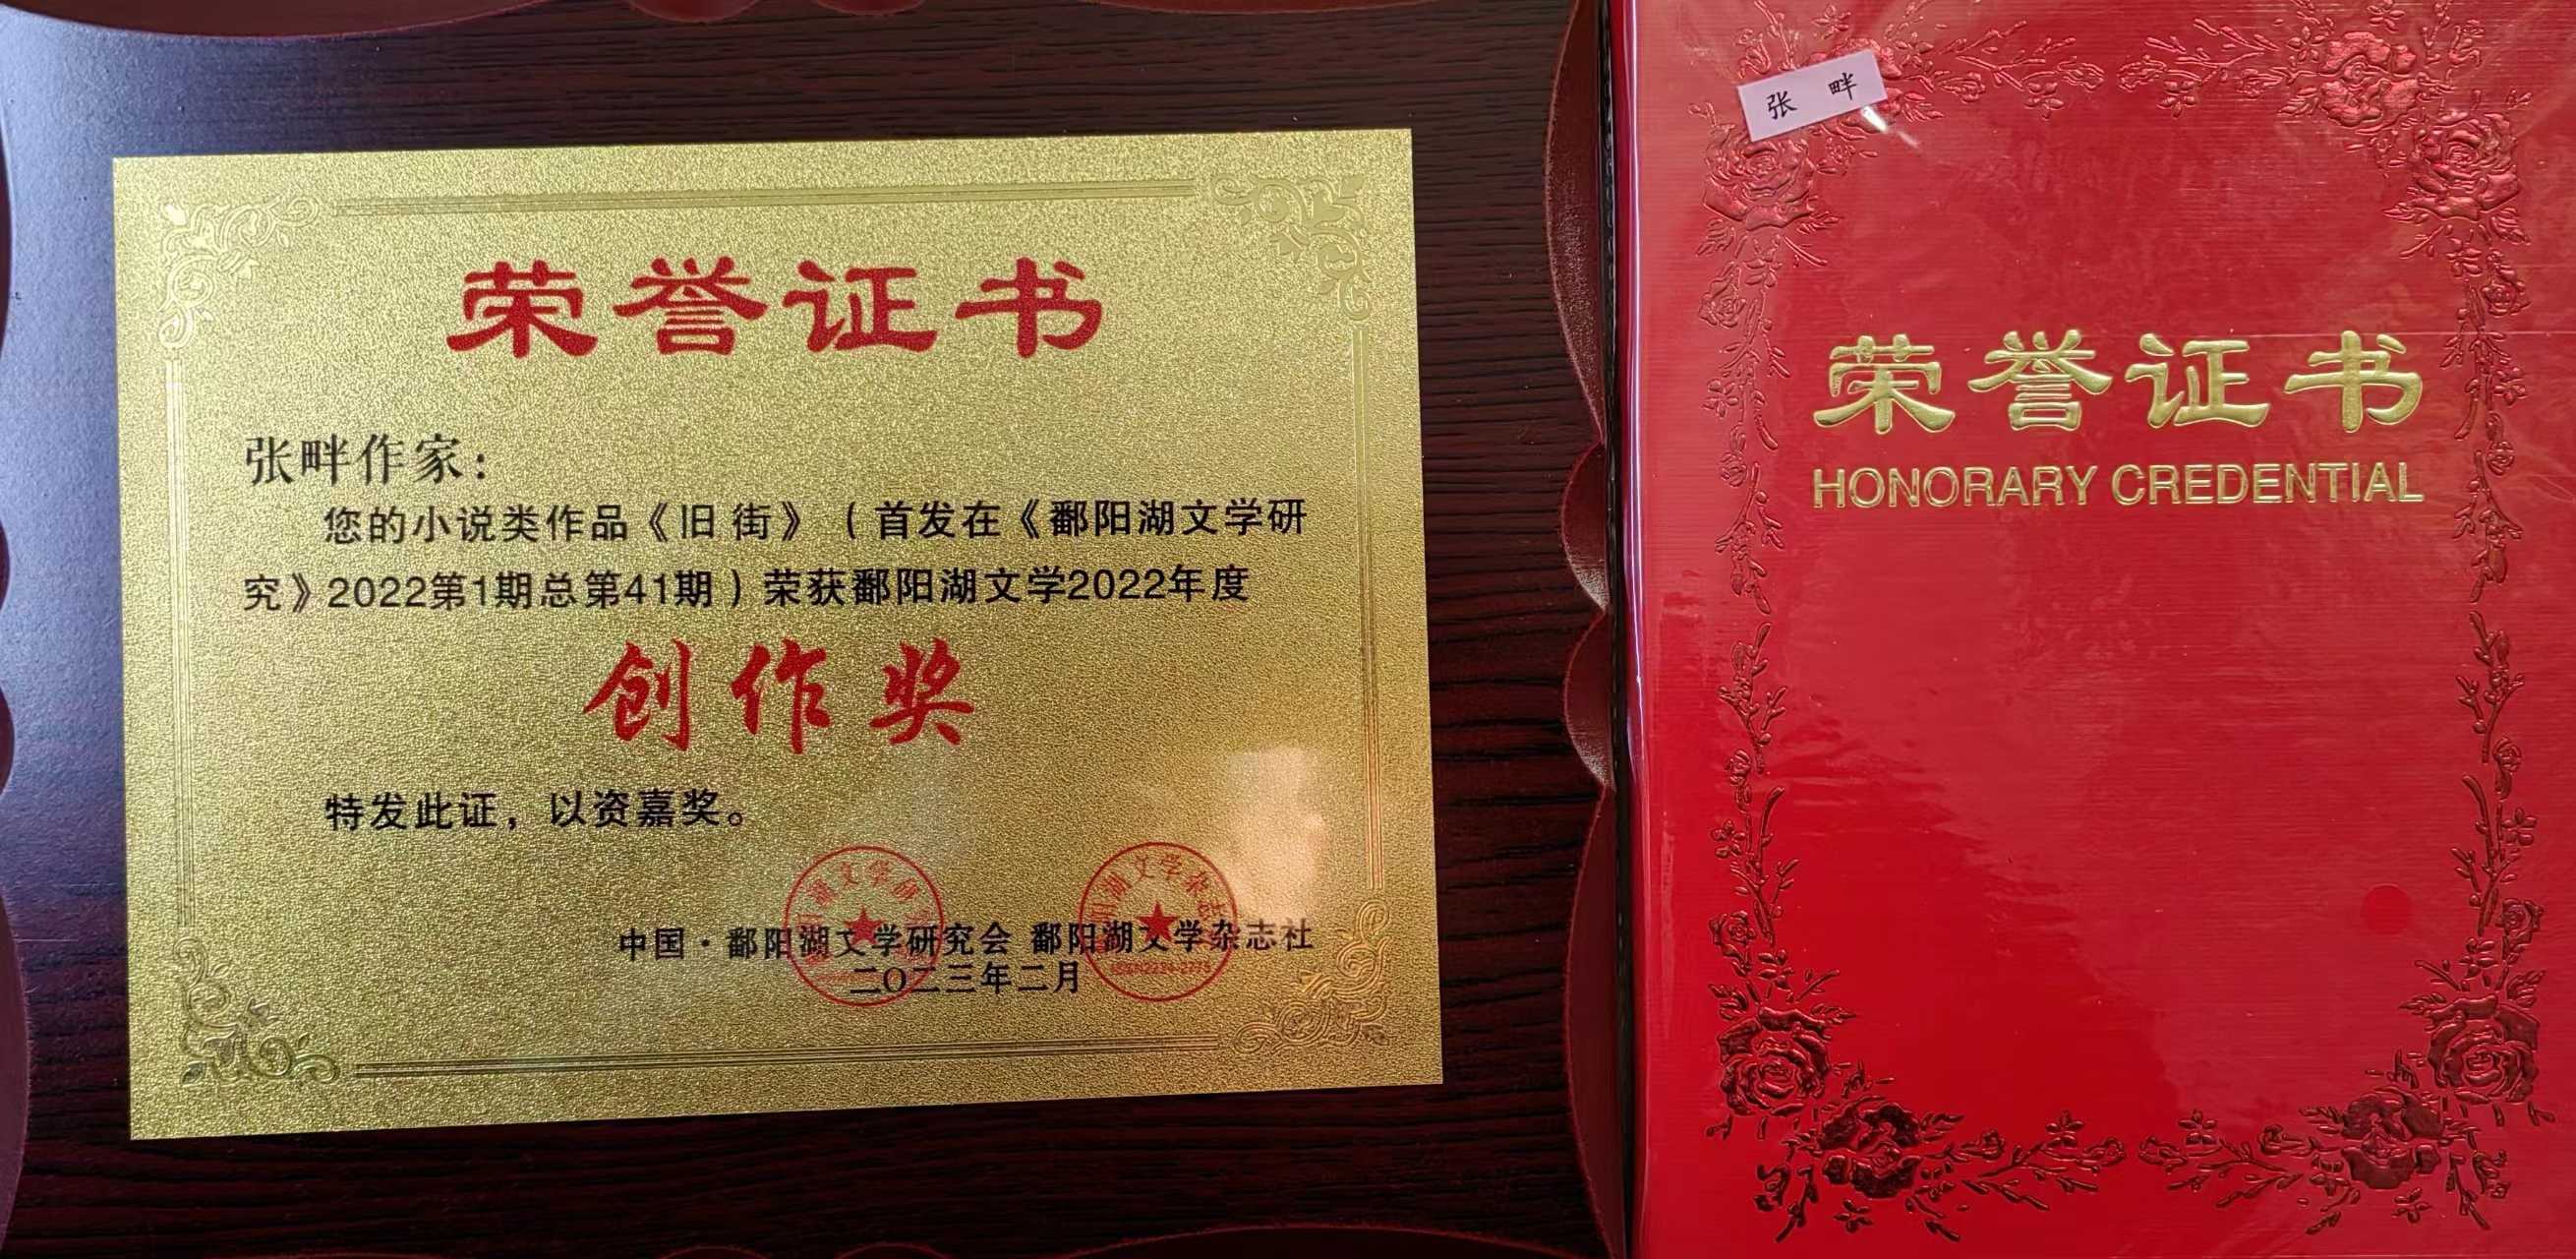 荣誉证书
张畔作家：
您的小说类作品《旧街》（首发在《鄱阳湖文学研
究》2022第1期总第41期）荣获鄱阳湖文学2022年度
创作奖
特发此证，以资嘉奖。
中国·鄱阳湖文学研究会 鄱阳湖文学杂志社
二〇二三年二月
张 畔
荣誉证书
HONORARY CREDENTIAL